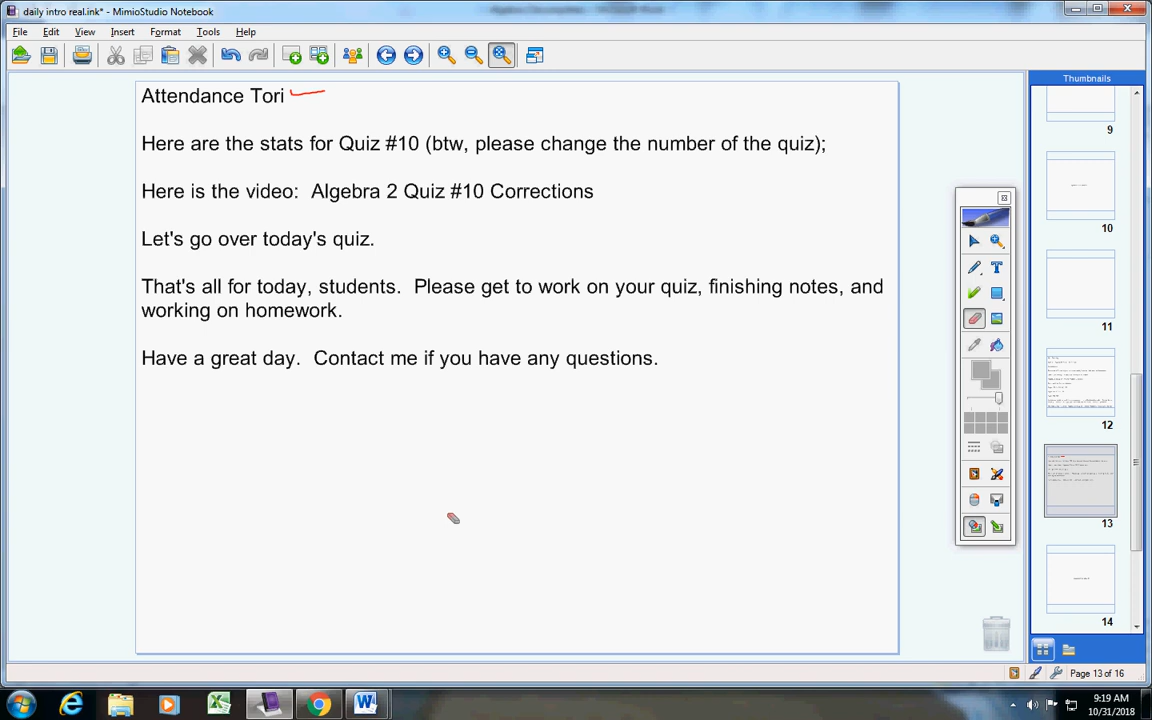 daily intro real.ink* - MimioStudio Notebook
File Edit View Insert Format Tools Help
Attendance Tori
Here are the stats for Quiz #10 (btw, please change the number of the quiz);
Here is the video:  Algebra 2 Quiz #10 Corrections
Let's go over today's quiz.
That's all for today, students.  Please get to work on your quiz, finishing notes, and
working on homework.
Have a great day.  Contact me if you have any questions.
Thumbnails
9
10
11
12
13
14
Page 13 of 16
9:19 AM
10/31/2018